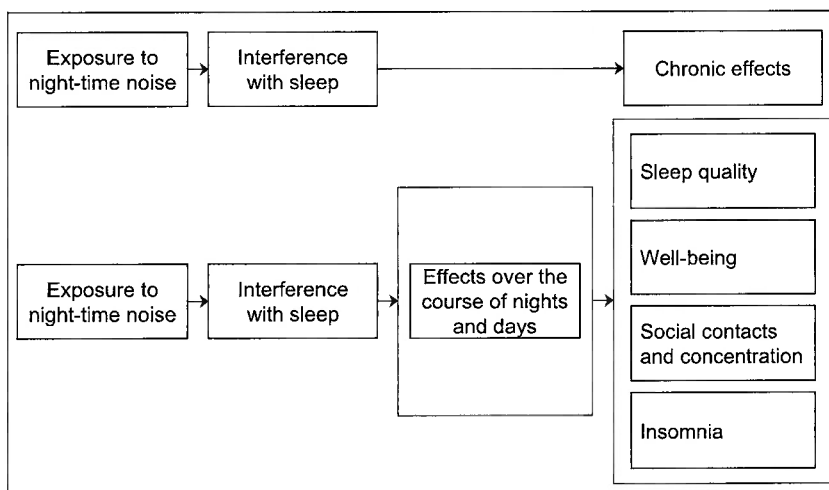 Exposure to
night-time noise
Interference
with sleep
Chronic effects
Exposure to
night-time noise
Interference
with sleep
Effects over the
course of nights
and days
Sleep quality
Well-being
Social contacts
and concentration
Insomnia